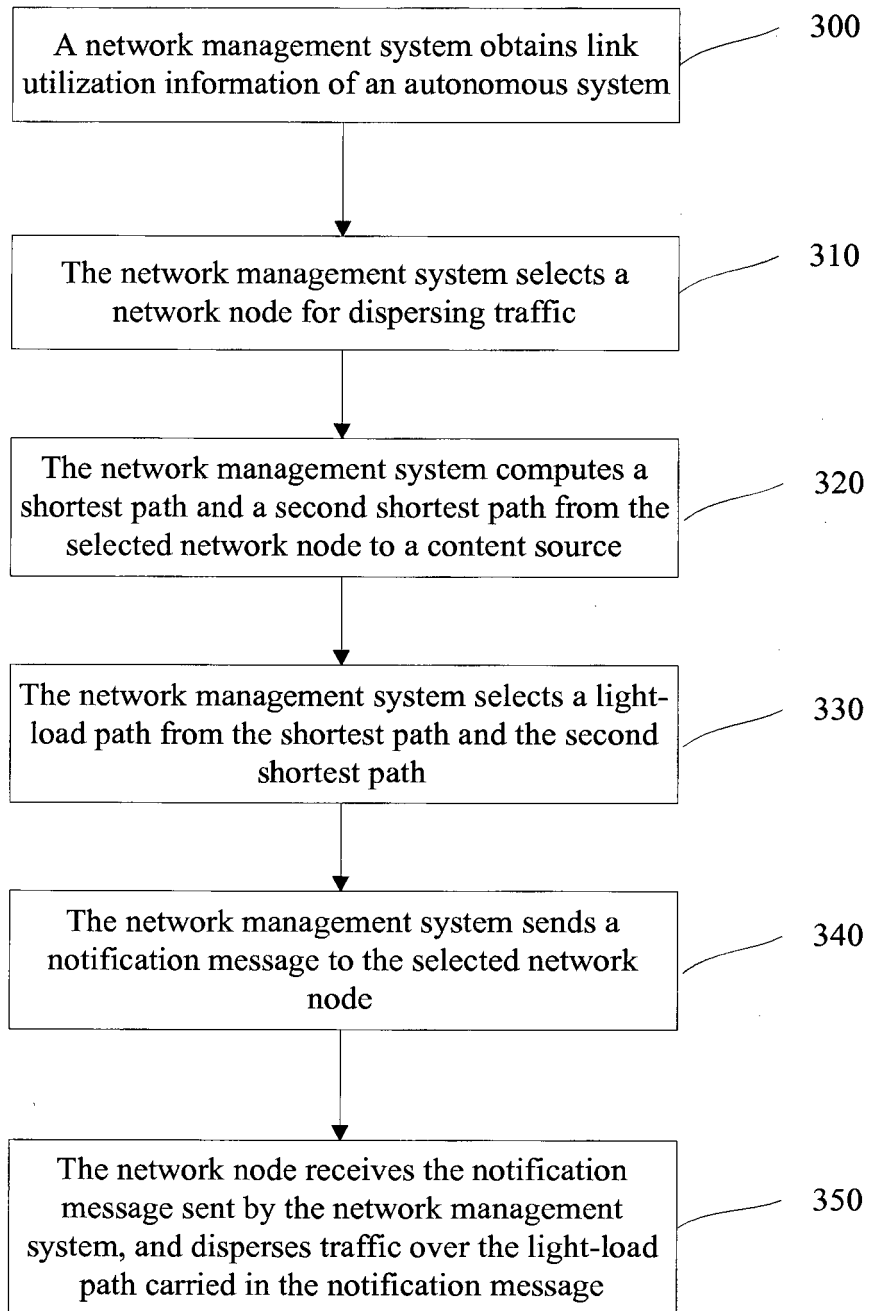 A network management system obtains link
utilization information of an autonomous system
300
The network management system selects a
network node for dispersing traffic
310
The network management system computes a
shortest path and a second shortest path from the
selected network node to a content source
320
The network management system selects a light-
load path from the shortest path and the second
shortest path
330
The network management system sends a
notification message to the selected network
node
340
The network node receives the notification
message sent by the network management
system, and disperses traffic over the light-load
path carried in the notification message
350